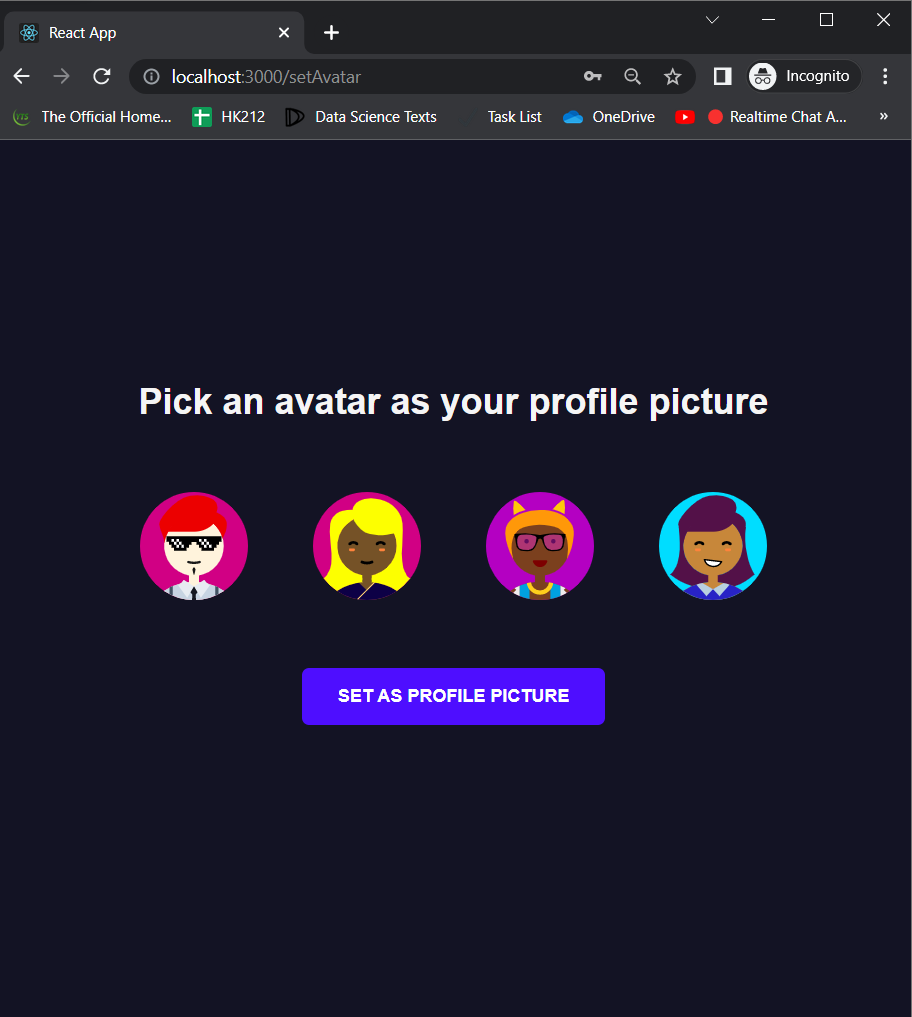 React App
localhost:3000/setAvatar
Incognito
YTS The Official Home... HK212 Data Science Texts Task List OneDrive Realtime Chat A... »
Pick an avatar as your profile picture
SET AS PROFILE PICTURE